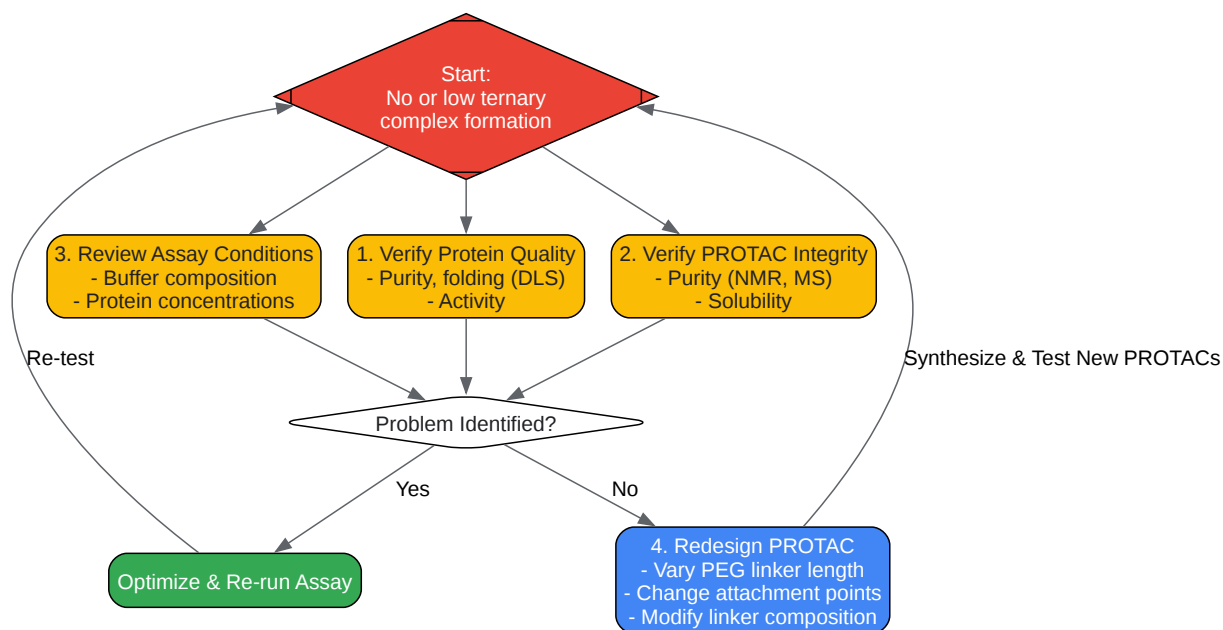 Start:
No or low ternary
complex formation
3. Review Assay Conditions
- Buffer composition
- Protein concentrations
1. Verify Protein Quality
- Purity, folding (DLS)
- Activity
2. Verify PROTAC Integrity
- Purity (NMR, MS)
- Solubility
Re-test
Synthesize & Test New PROTACs
Problem Identified?
Yes
No
Optimize & Re-run Assay
4. Redesign PROTAC
- Vary PEG linker length
- Change attachment points
- Modify linker composition